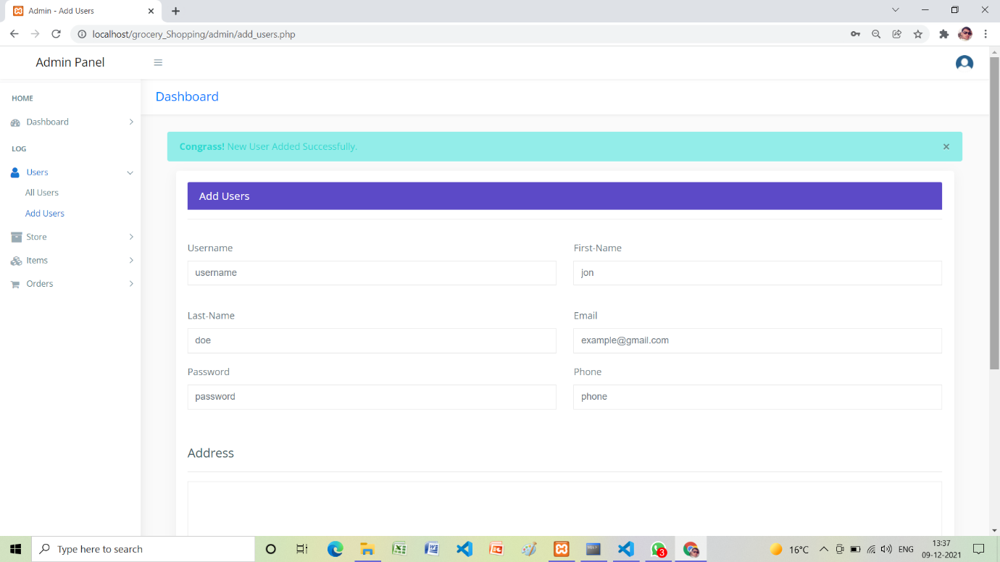 Admin - Add Users
localhost/grocery_Shopping/admin/add_users.php
Admin Panel
HOME
Dashboard
LOG
Users
All Users
Add Users
Store
Items
Orders
Dashboard
Congrass! New User Added Successfully.
Add Users
Username
First-Name
username
jon
Last-Name
Email
doe
example@gmail.com
Password
Phone
password
phone
Address
Type here to search
3
16°C
ENG
13:37
09-12-2021